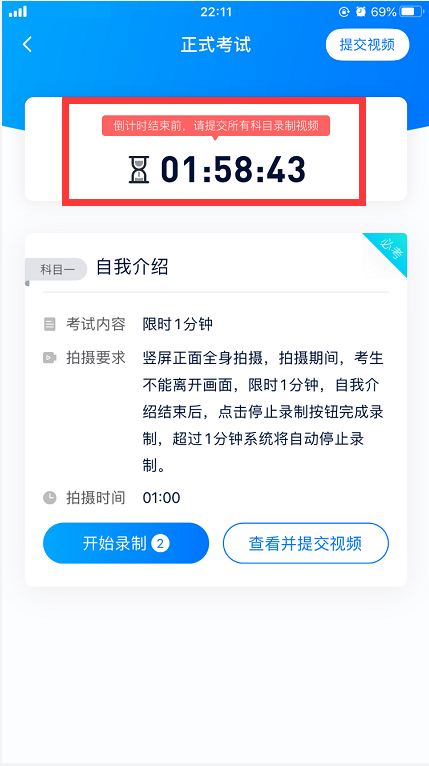 22:11
69%
正式考试
提交视频
倒计时结束前，请提交所有科目录制视频
01:58:43
必考
科目一
自我介绍
考试内容 限时1分钟
拍摄要求 竖屏正面全身拍摄，拍摄期间，考生
不能离开画面，限时1分钟，自我介
绍结束后，点击停止录制按钮完成录
制，超过1分钟系统将自动停止录
制。
拍摄时间 01:00
开始录制 2
查看并提交视频